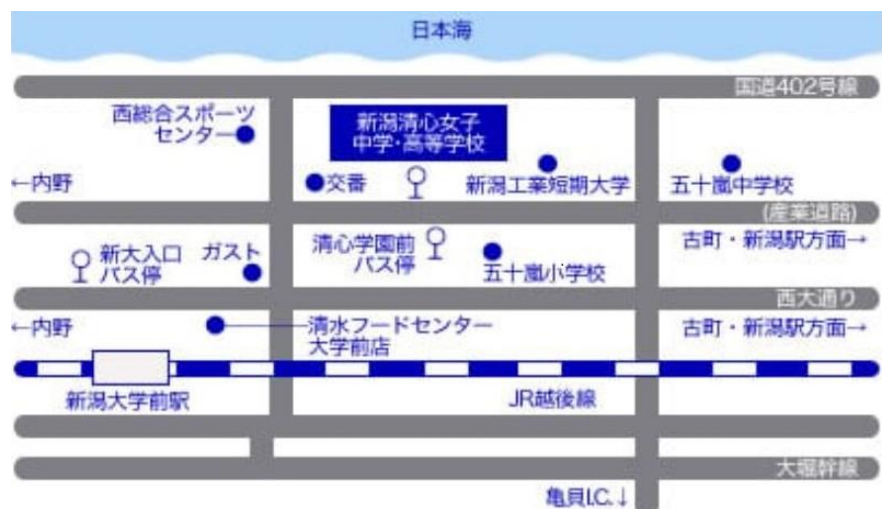 日本海
国道402号線
西総合スポーツ
センター
新潟清心女子
中学・高等学校
←内野
交番
新潟工業短期大学
五十嵐中学校
(産業道路)
新大入口
バス停
ガスト
清心学園前
バス停
五十嵐小学校
古町・新潟駅方面→
西大通り
←内野
清水フードセンター
大学前店
古町・新潟駅方面→
新潟大学前駅
JR越後線
大堀幹線
亀貝I.C.↓